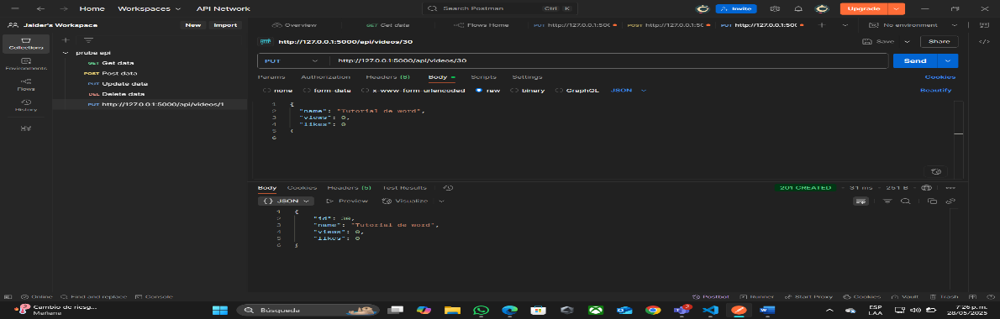 Home Workspaces API Network Search Postman Ctrl K Invite Upgrade
Jaider's Workspace New Import Overview GET Get data Flows Home PUT http://127.0.0.1:500 POST http://127.0.0.1:500 PUT http://127.0.0.1:500 No environment
Collections
Environments
Flows
History
pruba api
GET Get data
POST Post data
PUT Update data
DEL Delete data
PUT http://127.0.0.1:5000/api/videos/1
HTTP http://127.0.0.1:5000/api/videos/30 Save Share
PUT http://127.0.0.1:5000/api/videos/30 Send
Params Authorization Headers (8) Body Scripts Settings Cookies
none form-data x-www-form-urlencoded raw binary GraphQL JSON Beautify
1 {
2 "name": "Tutorial de word",
3 "views": 0,
4 "likes": 0
5 }
6
Body Cookies Headers (5) Test Results 201 CREATED 31 ms 251 B
{} JSON Preview Visualize
1 {
2 "id": 30,
3 "name": "Tutorial de word",
4 "views": 0,
5 "likes": 0
6 }
Online Find and replace Console Postbot Runner Start Proxy Cookies Vault Trash
Cambio de riesg...
Mañana
Búsqueda
2
ESP
LAA
7:26 p.m.
28/05/2025